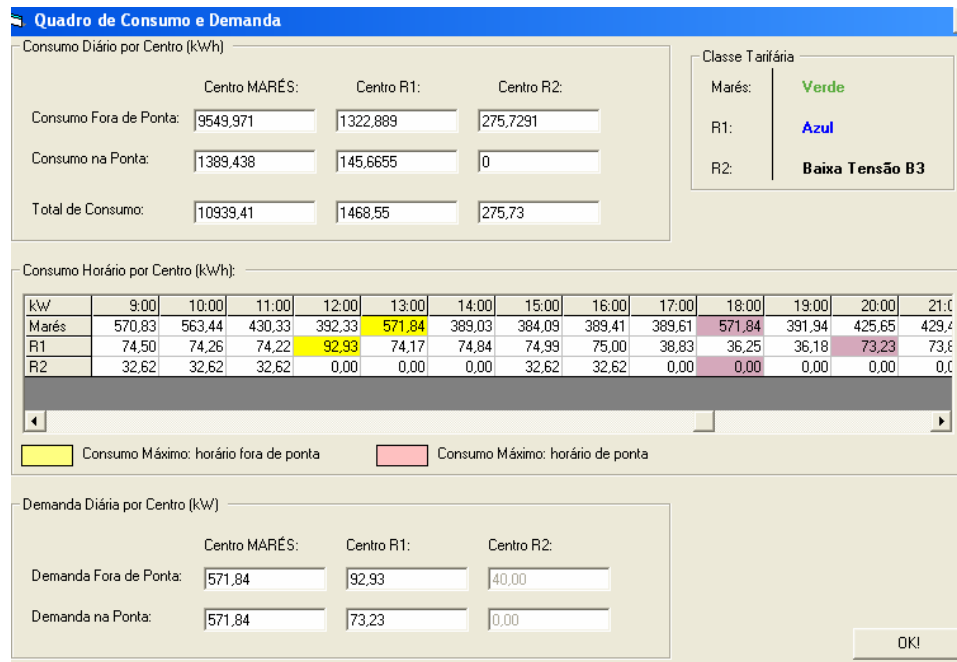 Quadro de Consumo e Demanda
Consumo Diário por Centro (kWh)
Centro MARÉS: Centro R1: Centro R2:
Consumo Fora de Ponta: 9549,971 1322,889 275,7291
Consumo na Ponta: 1389,438 145,6655 0
Total de Consumo: 10939,41 1468,55 275,73
Classe Tarifária
Marés: Verde
R1: Azul
R2: Baixa Tensão B3
Consumo Horário por Centro (kWh):
kW 9:00 10:00 11:00 12:00 13:00 14:00 15:00 16:00 17:00 18:00 19:00 20:00 21:0
Marés 570,83 563,44 430,33 392,33 571,84 389,03 384,09 389,41 389,61 571,84 391,94 425,65 429,4
R1 74,50 74,26 74,22 92,93 74,17 74,84 74,99 75,00 38,83 36,25 36,18 73,23 73,8
R2 32,62 32,62 32,62 0,00 0,00 0,00 32,62 32,62 0,00 0,00 0,00 0,00 0,0
Consumo Máximo: horário fora de ponta Consumo Máximo: horário de ponta
Demanda Diária por Centro (kW)
Centro MARÉS: Centro R1: Centro R2:
Demanda Fora de Ponta: 571,84 92,93 40,00
Demanda na Ponta: 571,84 73,23 0,00
OK!